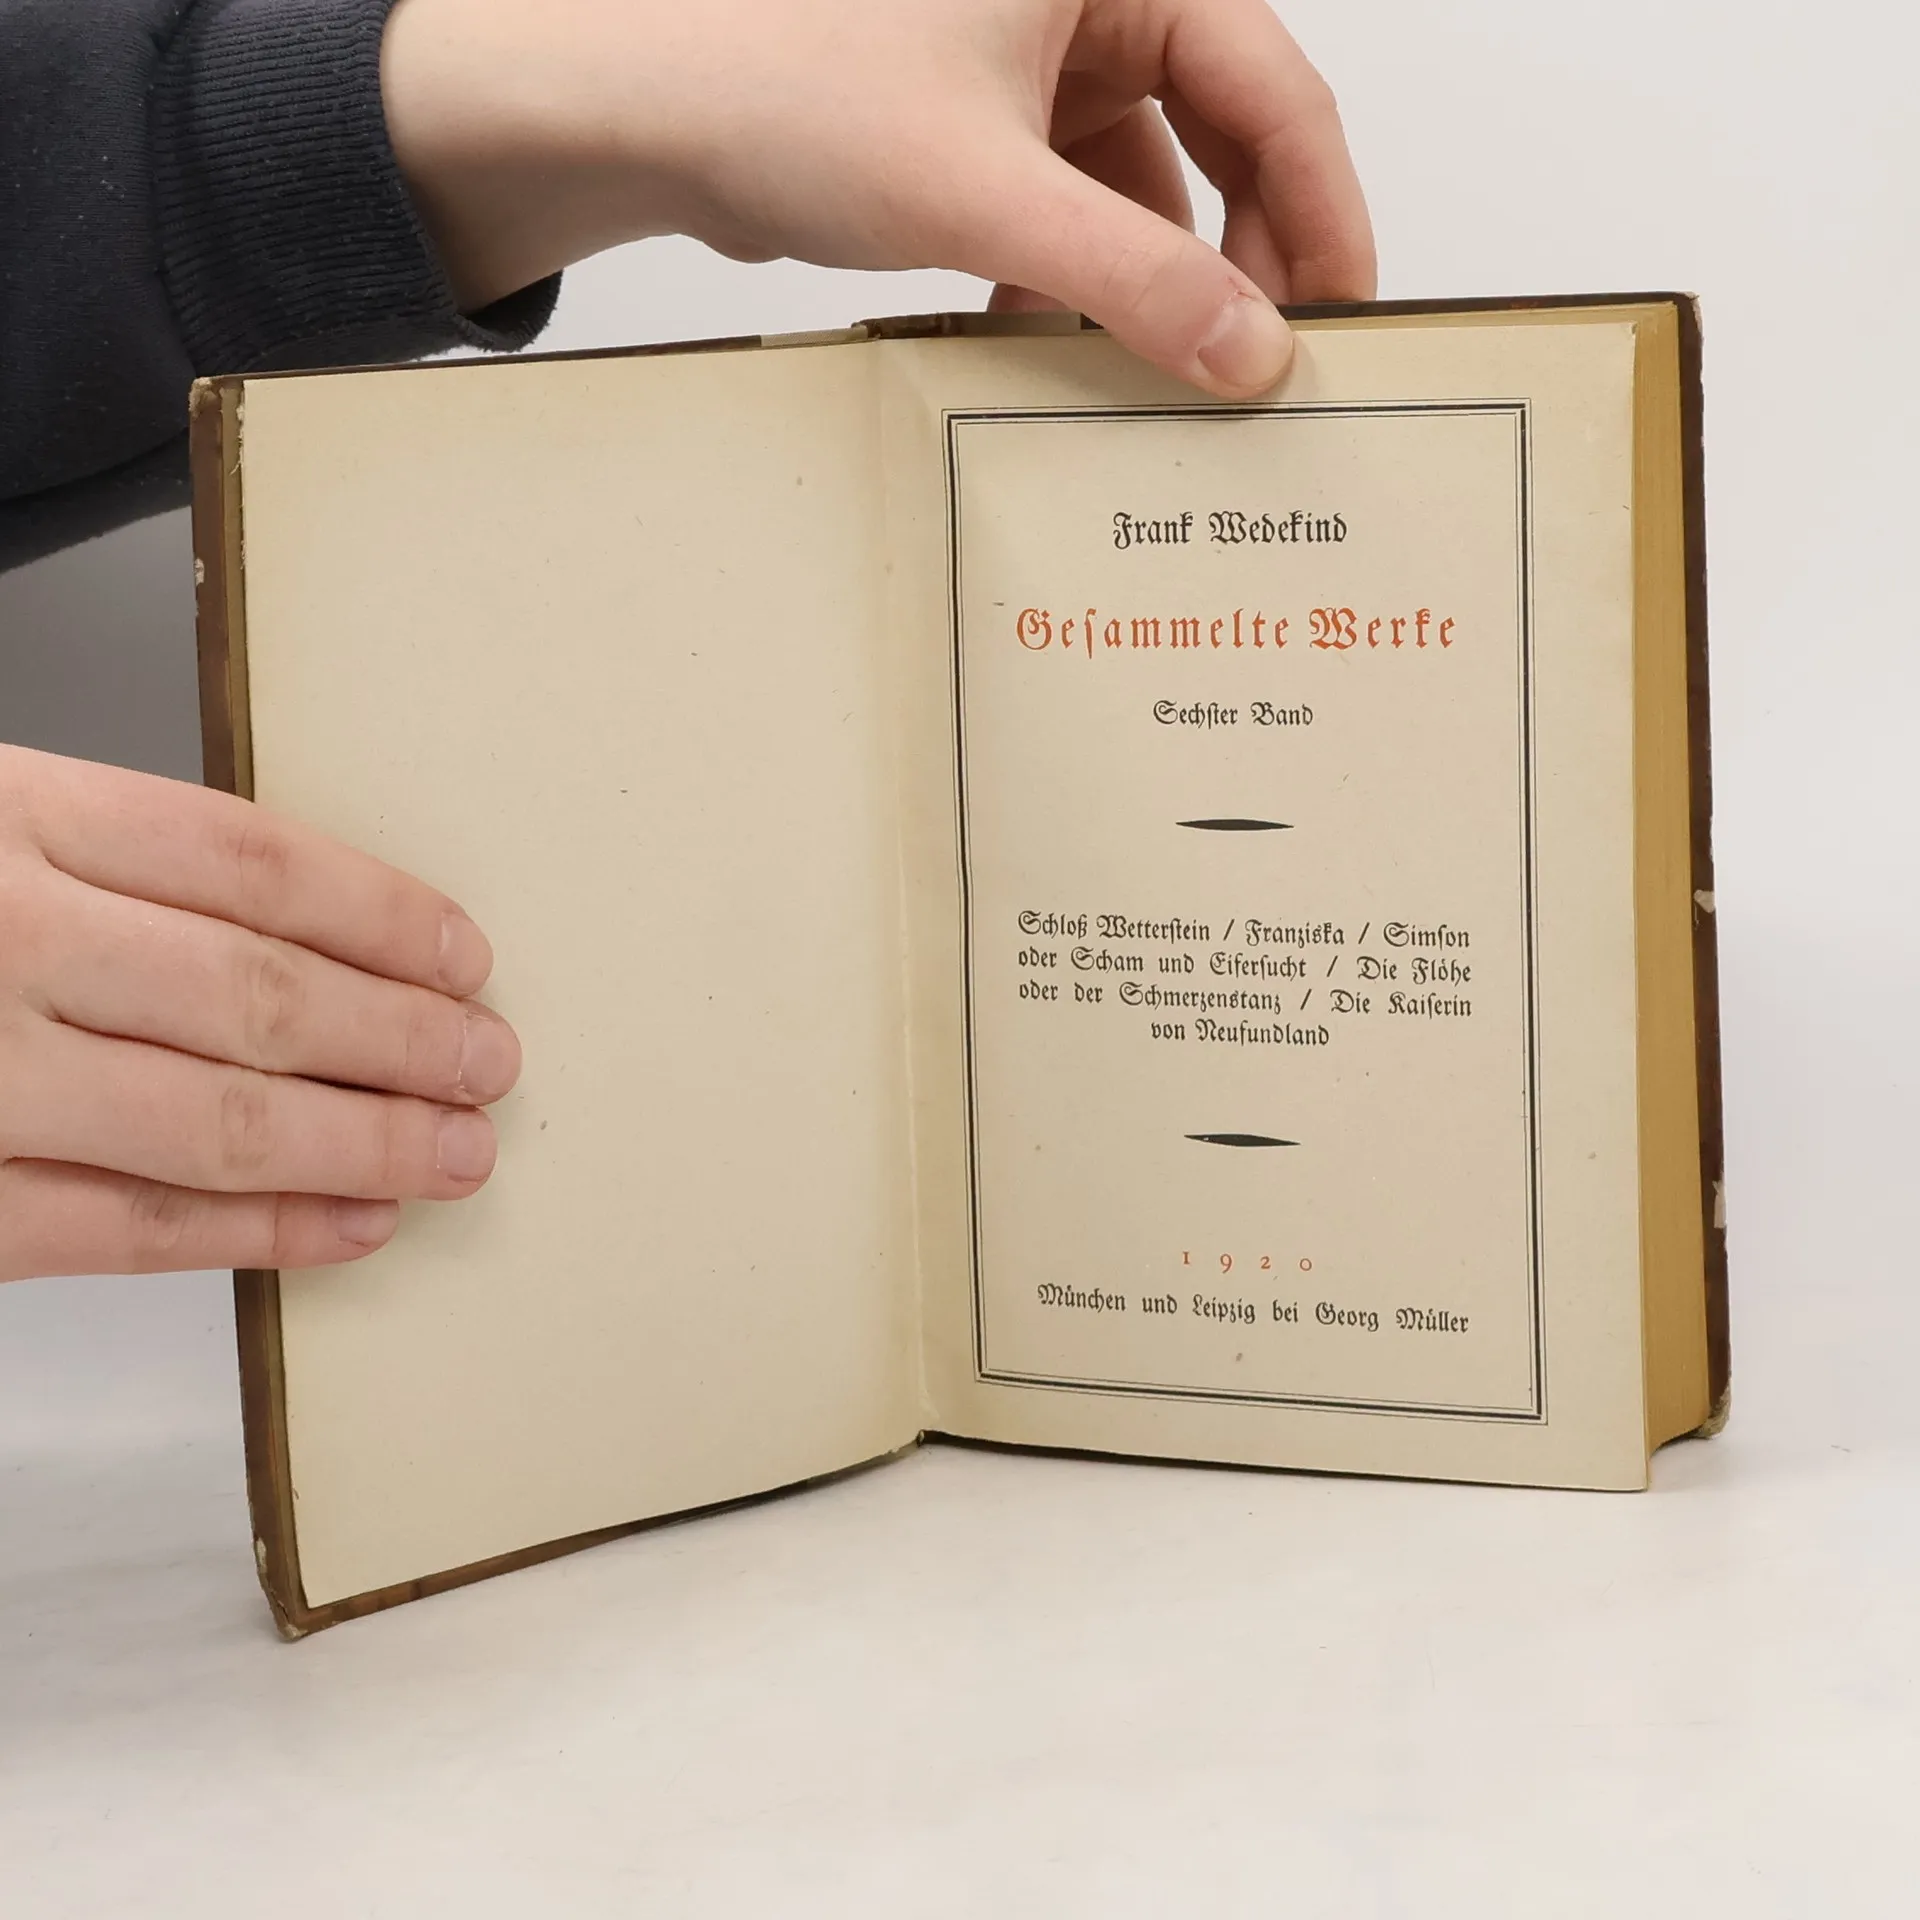 Frank Wedekind
Gesammelte Werke
Sechster Band
Schloß Wetterstein / Franziska / Simson
oder Scham und Eifersucht / Die Flöhe
oder der Schmerzenstanz / Die Kaiserin
von Neufundland
1920
München und Leipzig bei Georg Müller